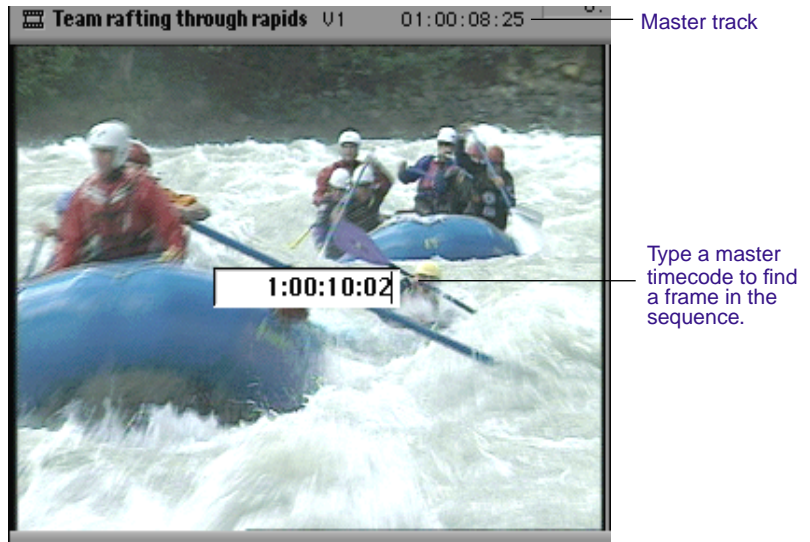 Team rafting through rapids V1 01:00:08:25
Master track
1:00:10:02
Type a master
timecode to find
a frame in the
sequence.